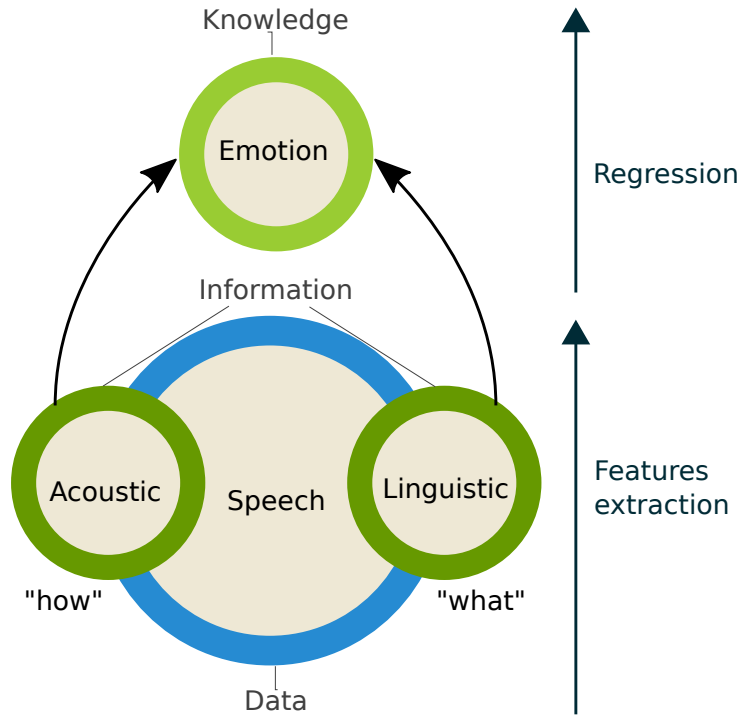 Knowledge
Emotion
Regression
Information
Acoustic
Speech
Linguistic
Features
extraction
"how"
"what"
Data